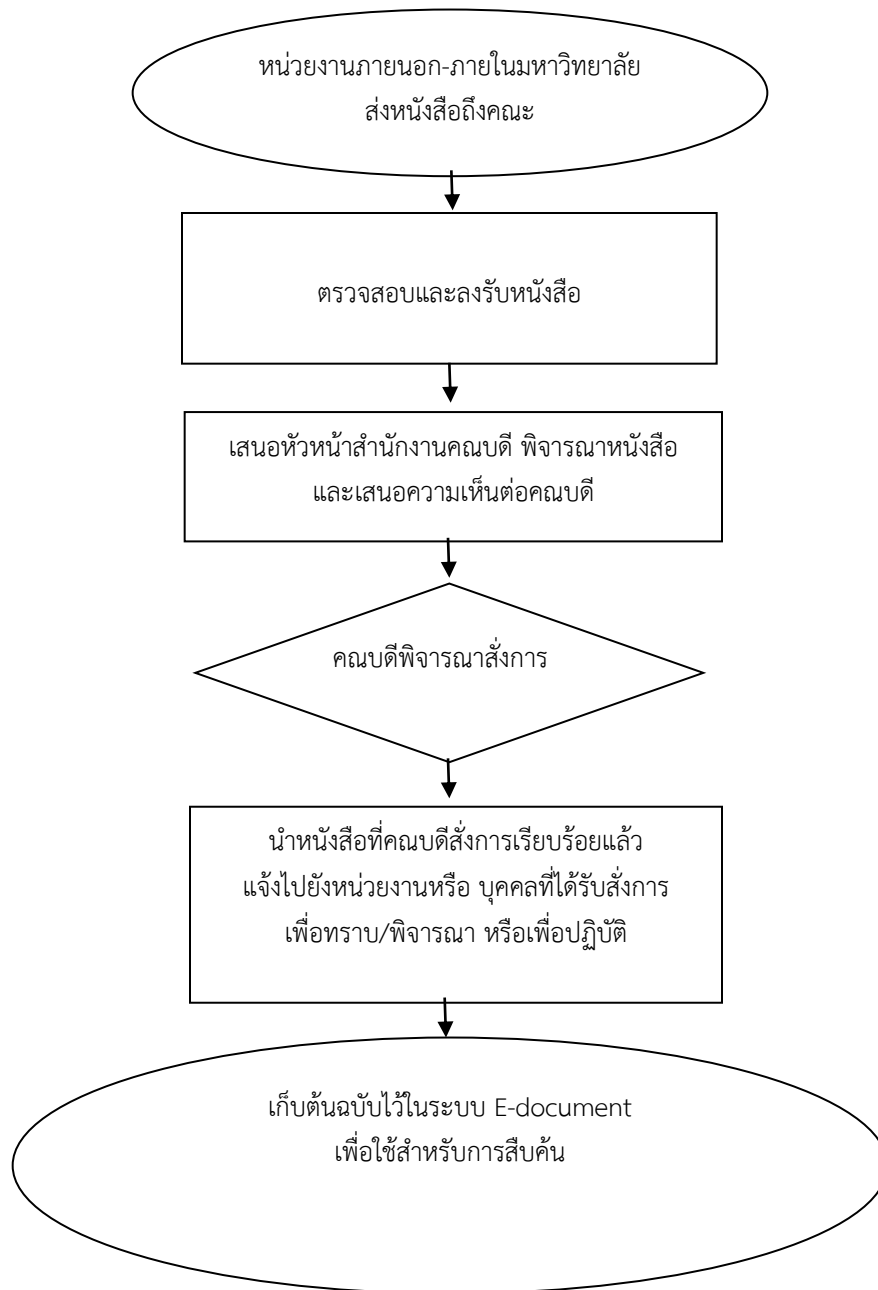 หน่วยงานภายนอก-ภายในมหาวิทยาลัย
ส่งหนังสือถึงคณะ
ตรวจสอบและลงรับหนังสือ
เสนอหัวหน้าสำนักงานคณบดี พิจารณาหนังสือ
และเสนอความเห็นต่อคณบดี
คณบดีพิจารณาสั่งการ
นำหนังสือที่คณบดีสั่งการเรียบร้อยแล้ว
แจ้งไปยังหน่วยงานหรือ บุคคลที่ได้รับสั่งการ
เพื่อทราบ/พิจารณา หรือเพื่อปฏิบัติ
เก็บต้นฉบับไว้ในระบบ E-document
เพื่อใช้สำหรับการสืบค้น